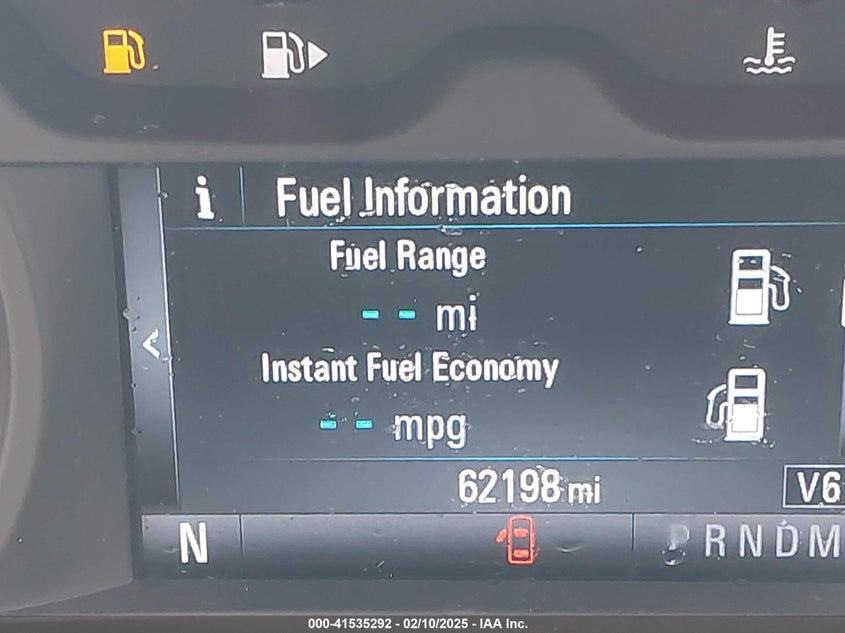 i Fuel Information
Fuel Range
-- mi
Instant Fuel Economy
-- mpg
62198 mi
V6
N PRNDM
000-41535292 - 02/10/2025 - IAA Inc.